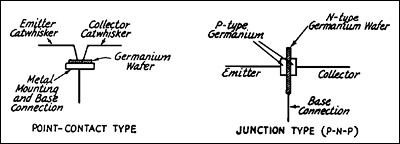 Emitter
Catwhisker
Collector
Catwhisker
Germanium
Wafer
Metal
Mounting
and Base
Connection
POINT-CONTACT TYPE
N-type
Germanium Wafer
P-type
Germanium
Emitter
Collector
Base
Connection
JUNCTION TYPE (P-N-P)